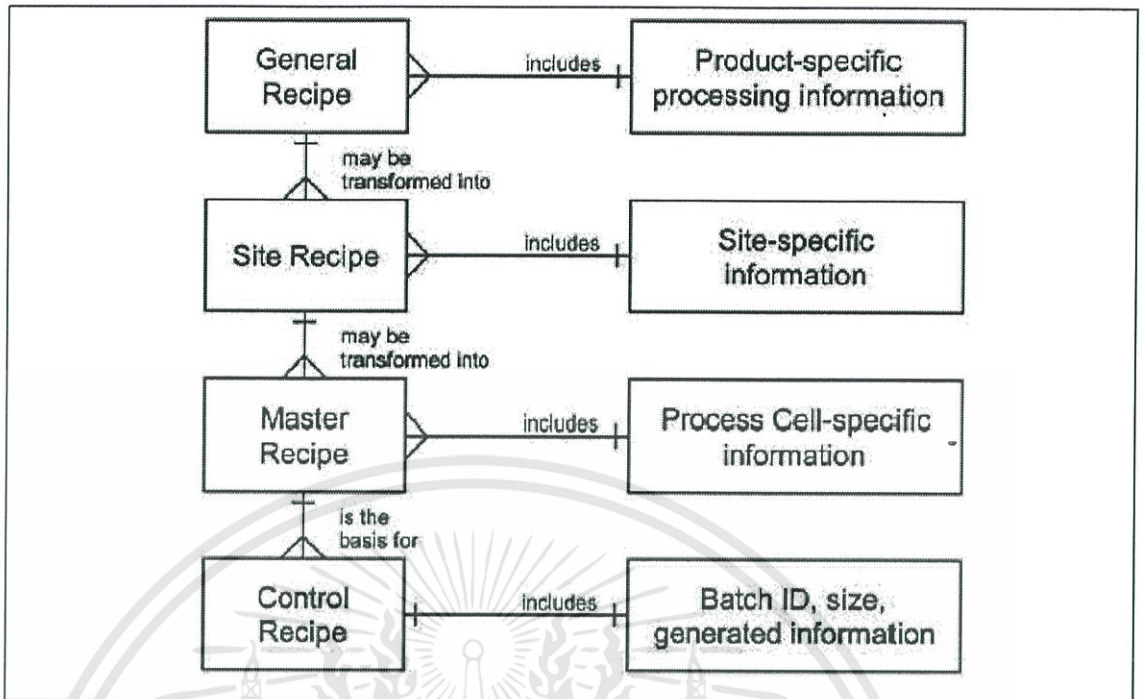 General
Recipe
includes
Product-specific
processing information
may be
transformed into
Site Recipe
includes
Site-specific
information
may be
transformed into
Master
Recipe
includes
Process Cell-specific
information
is the
basis for
Control
Recipe
includes
Batch ID, size,
generated information